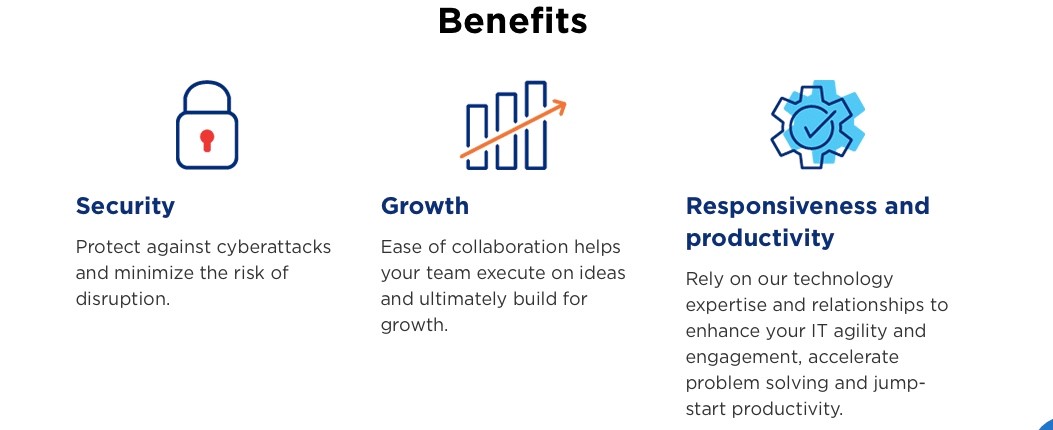 Benefits
Security
Protect against cyberattacks
and minimize the risk of
disruption.
Growth
Ease of collaboration helps
your team execute on ideas
and ultimately build for
growth.
Responsiveness and
productivity
Rely on our technology
expertise and relationships to
enhance your IT agility and
engagement, accelerate
problem solving and jump-
start productivity.